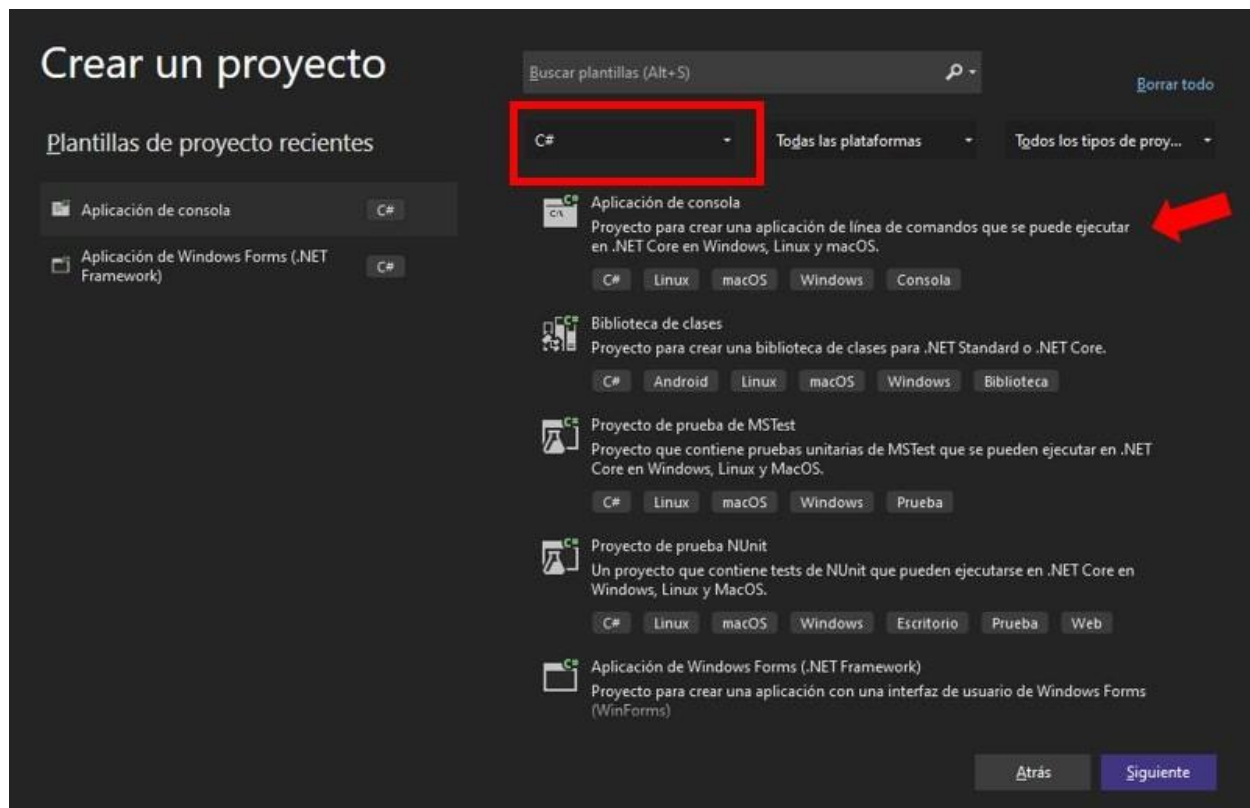 Crear un proyecto
Buscar plantillas (Alt+S)
Borrar todo
Plantillas de proyecto recientes
C#
Todas las plataformas
Todos los tipos de proy...
Aplicación de consola
C#
Aplicación de Windows Forms (.NET
Framework)
C#
C#
C:\
Aplicación de consola
Proyecto para crear una aplicación de línea de comandos que se puede ejecutar
en .NET Core en Windows, Linux y macOS.
C# Linux macOS Windows Consola
C#
Biblioteca de clases
Proyecto para crear una biblioteca de clases para .NET Standard o .NET Core.
C# Android Linux macOS Windows Biblioteca
C#
Proyecto de prueba de MSTest
Proyecto que contiene pruebas unitarias de MSTest que se pueden ejecutar en .NET
Core en Windows, Linux y MacOS.
C# Linux macOS Windows Prueba
C#
Proyecto de prueba NUnit
Un proyecto que contiene tests de NUnit que pueden ejecutarse en .NET Core en
Windows, Linux y MacOS.
C# Linux macOS Windows Escritorio Prueba Web
C#
Aplicación de Windows Forms (.NET Framework)
Proyecto para crear una aplicación con una interfaz de usuario de Windows Forms
(WinForms)
Atrás
Siguiente